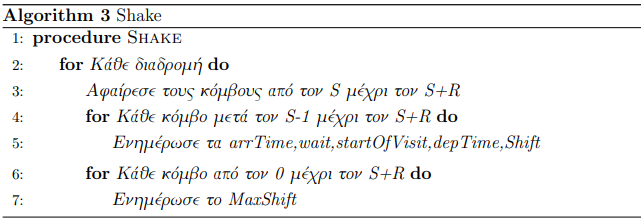 Algorithm 3 Shake
1: procedure SHAKE
2: for Κάθε διαδρομή do
3: Αφαίρεσε τους κόμβους από τον S μέχρι τον S+R
4: for Κάθε κόμβο μετά τον S-1 μέχρι τον S+R do
5: Ενημέρωσε τα arrTime,wait,startOfVisit,depTime,Shift
6: for Κάθε κόμβο από τον 0 μέχρι τον S+R do
7: Ενημέρωσε το MaxShift